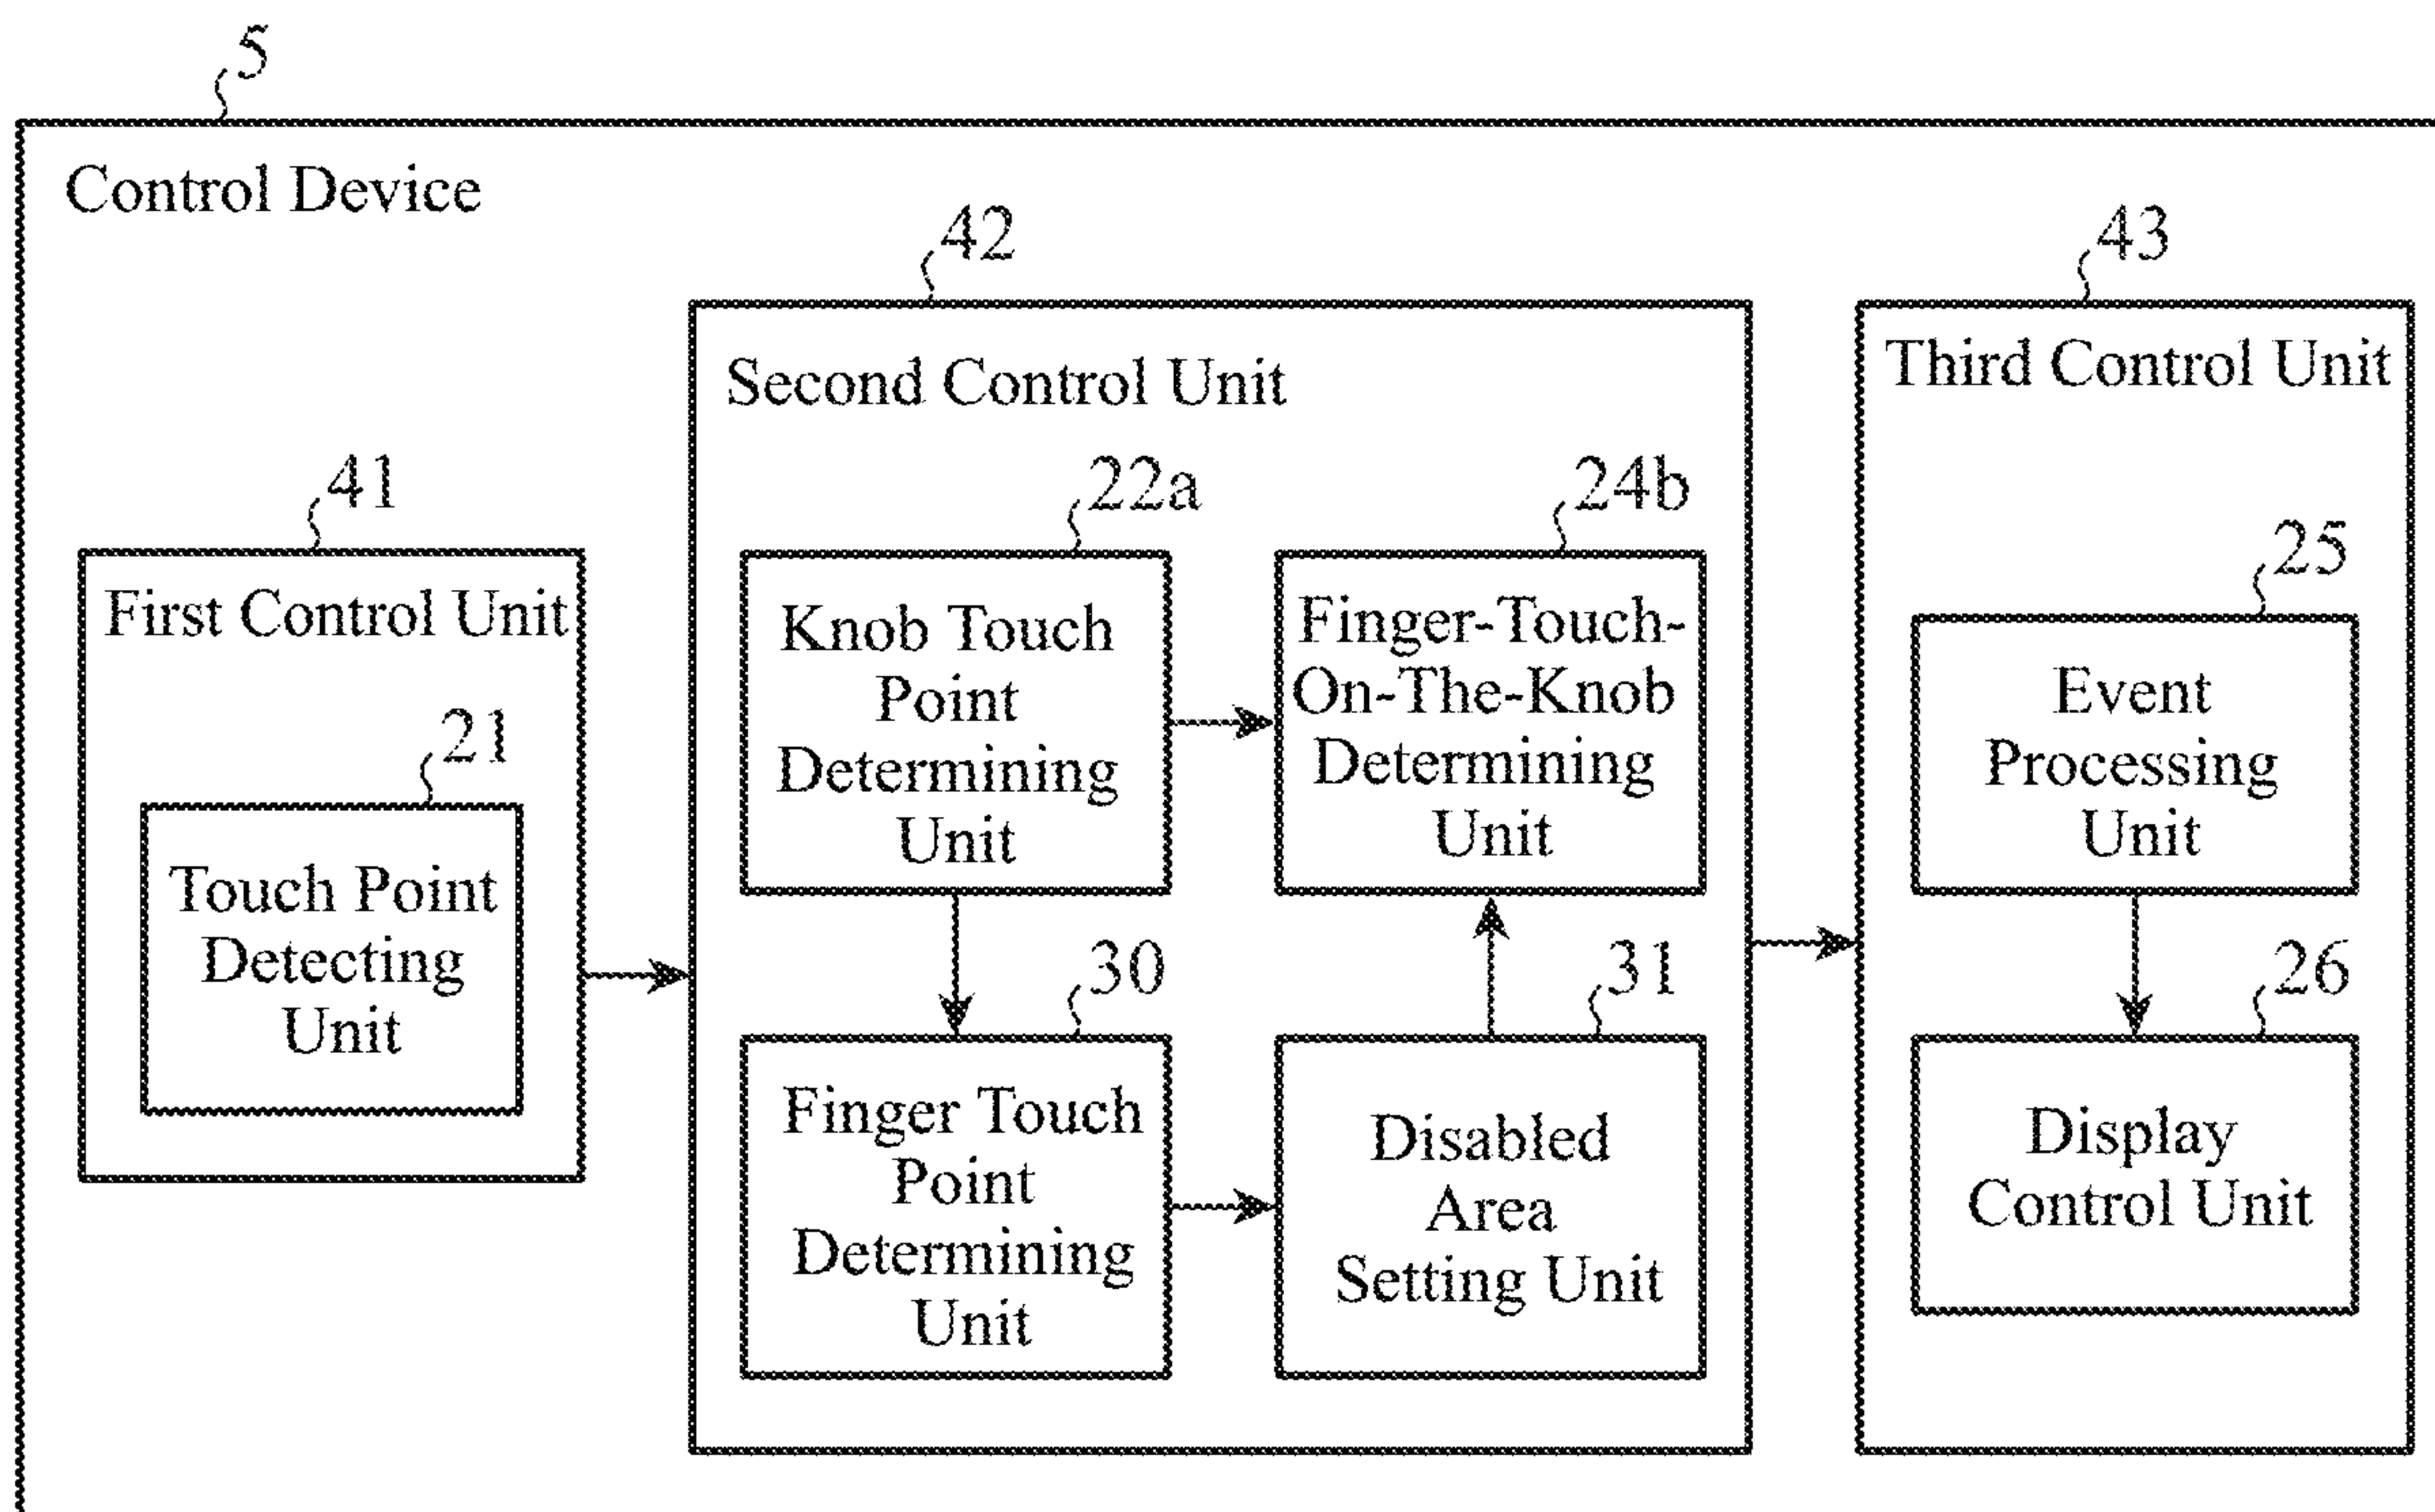 5
Control Device
42
43
Second Control Unit
Third Control Unit
41
22a
24b
25
First Control Unit
Knob Touch
Point
Determining
Unit
Finger-Touch-
On-The-Knob
Determining
Unit
Event
Processing
Unit
21
Touch Point
Detecting
Unit
30
31
26
Finger Touch
Point
Determining
Unit
Disabled
Area
Setting Unit
Display
Control Unit